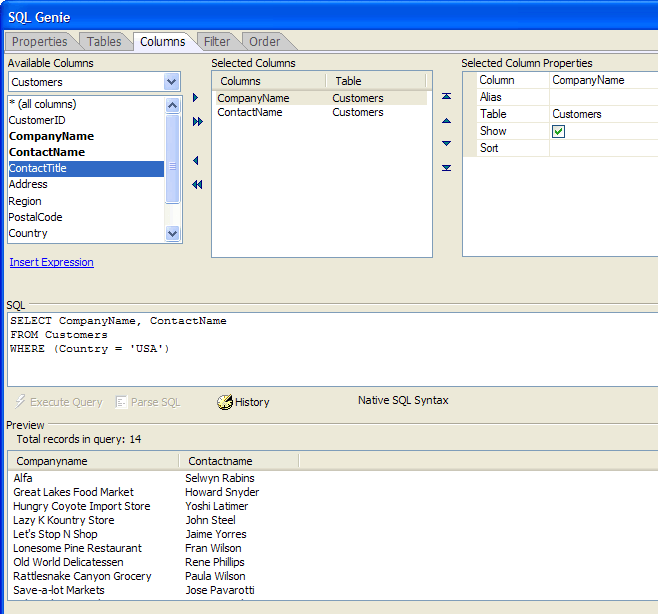 SQL Genie
Properties Tables Columns Filter Order
Available Columns
Customers
* (all columns)
CustomerID
CompanyName
ContactName
ContactTitle
Address
Region
PostalCode
Country
Insert Expression
Selected Columns
Columns Table
CompanyName Customers
ContactName Customers
Selected Column Properties
Column CompanyName
Alias
Table Customers
Show
Sort
SQL
SELECT CompanyName, ContactName
FROM Customers
WHERE (Country = 'USA')
Execute Query Parse SQL History Native SQL Syntax
Preview
Total records in query: 14
Companyname Contactname
Alfa Selwyn Rabins
Great Lakes Food Market Howard Snyder
Hungry Coyote Import Store Yoshi Latimer
Lazy K Kountry Store John Steel
Let's Stop N Shop Jaime Yorres
Lonesome Pine Restaurant Fran Wilson
Old World Delicatessen Rene Phillips
Rattlesnake Canyon Grocery Paula Wilson
Save-a-lot Markets Jose Pavarotti